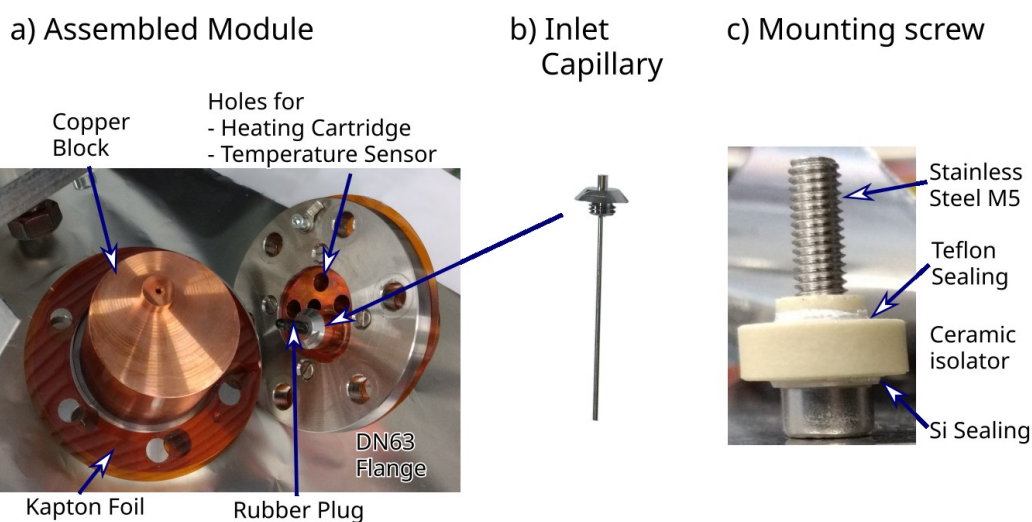 a) Assembled Module
b) Inlet
Capillary
c) Mounting screw
Copper
Block
Holes for
- Heating Cartridge
- Temperature Sensor
DN63
Flange
Kapton Foil
Rubber Plug
Stainless
Steel M5
Teflon
Sealing
Ceramic
isolator
Si Sealing